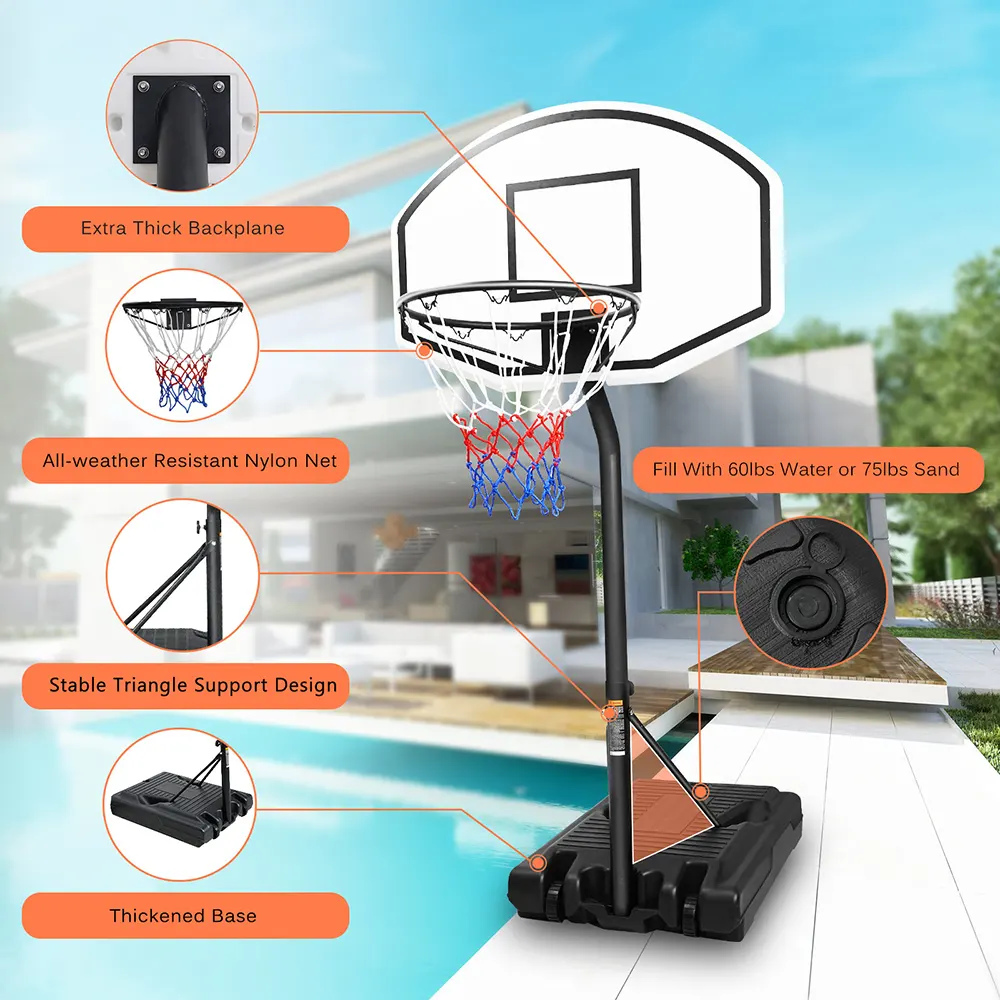 Extra Thick Backplane
All-weather Resistant Nylon Net
Fill With 60lbs Water or 75lbs Sand
Stable Triangle Support Design
Thickened Base